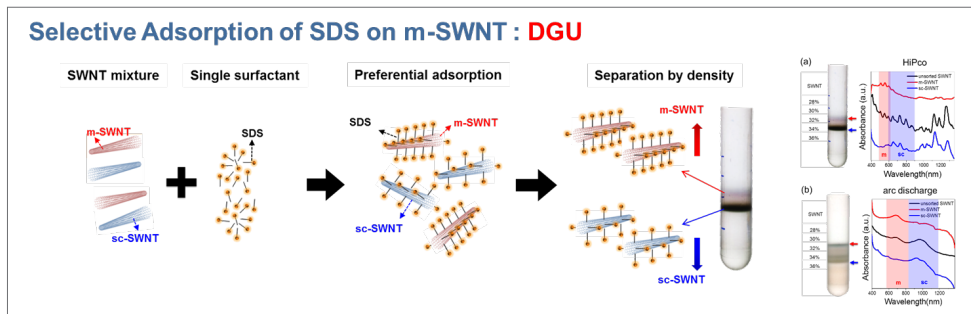 Selective Adsorption of SDS on m-SWNT : DGU
SWNT mixture
Single surfactant
Preferential adsorption
Separation by density
m-SWNT
sc-SWNT
SDS
SDS
m-SWNT
sc-SWNT
m-SWNT
sc-SWNT
(a)
HiPco
SWNT
28%
30%
32%
34%
36%
unsorted SWNT
m-SWNT
sc-SWNT
Absorbance (a.u.)
m
sc
400 600 800 1000 1200
Wavelength(nm)
(b)
arc discharge
SWNT
28%
30%
32%
34%
36%
unsorted SWNT
m-SWNT
sc-SWNT
Absorbance (a.u.)
m
sc
400 600 800 1000 1200
Wavelength(nm)